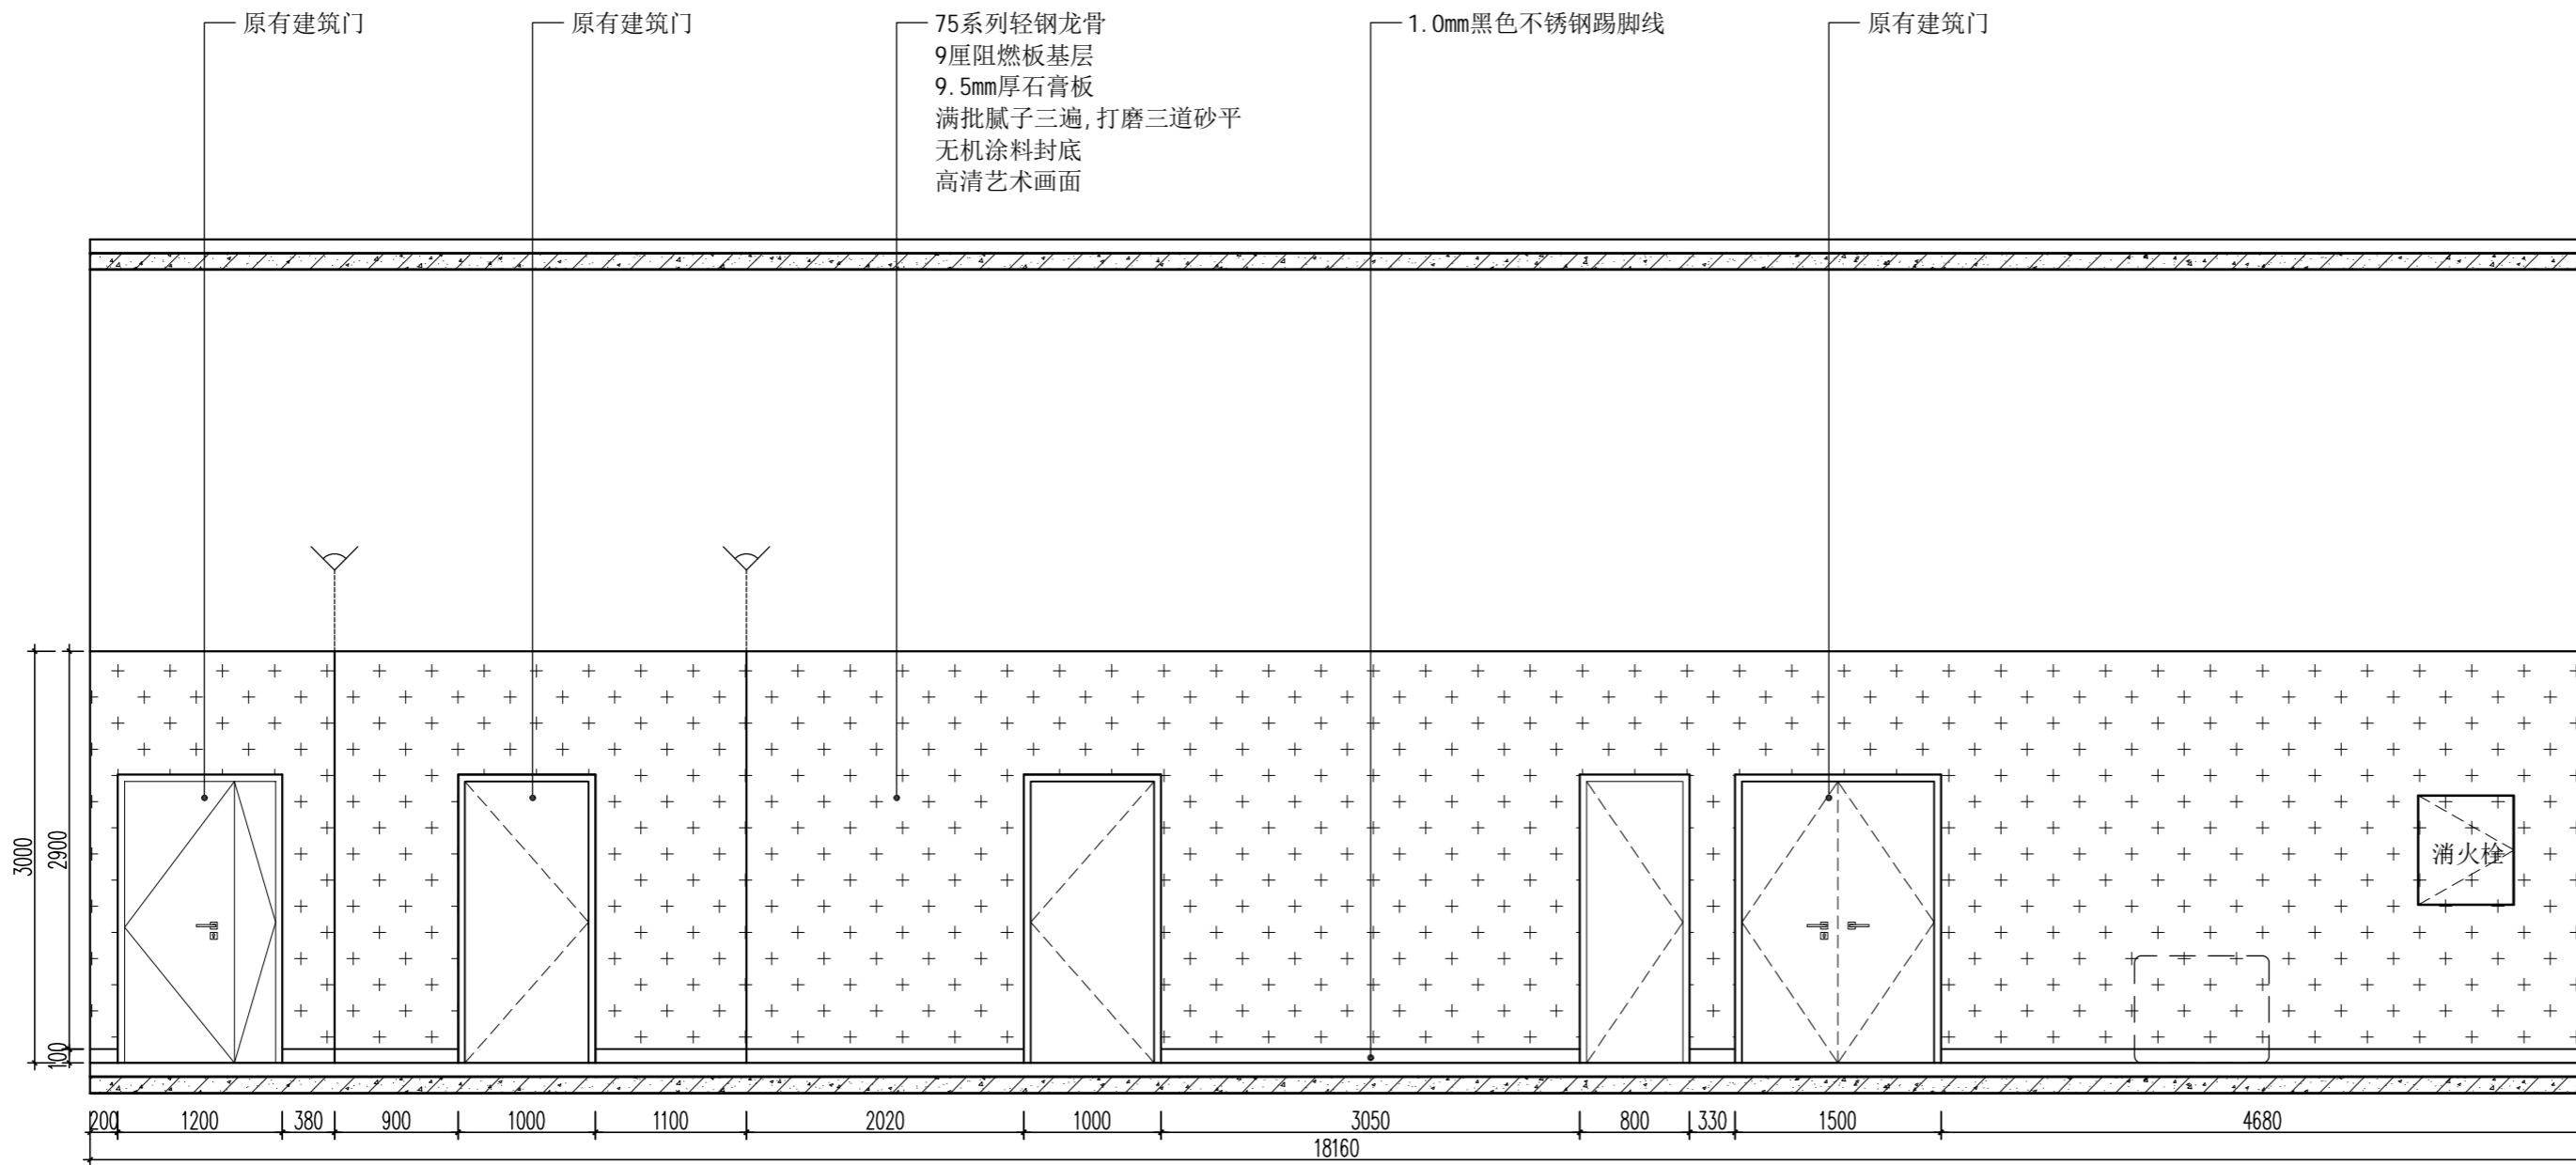 原有建筑门
原有建筑门
75系列轻钢龙骨
9厘阻燃板基层
9.5mm厚石膏板
满批腻子三遍,打磨三道砂平
无机涂料封底
高清艺术画面
1.0mm黑色不锈钢踢脚线
原有建筑门
3000
2900
100
消火栓
200
1200
380
900
1000
1100
2020
1000
3050
800
330
1500
4680
18160